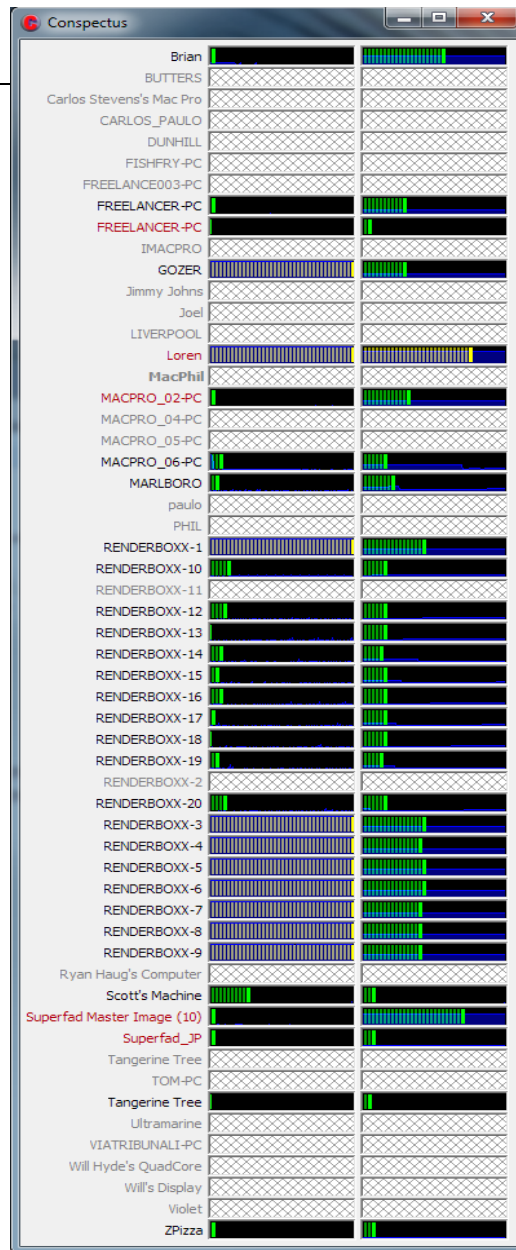 Conspectus
Brian
BUTTERS
Carlos Stevens's Mac Pro
CARLOS_PAULO
DUNHILL
FISHFRY-PC
FREELANCE003-PC
FREELANCER-PC
FREELANCER-PC
IMACPRO
GOZER
Jimmy Johns
Joel
LIVERPOOL
Loren
MacPhil
MACPRO_02-PC
MACPRO_04-PC
MACPRO_05-PC
MACPRO_06-PC
MARLBORO
paulo
PHIL
RENDERBOXX-1
RENDERBOXX-10
RENDERBOXX-11
RENDERBOXX-12
RENDERBOXX-13
RENDERBOXX-14
RENDERBOXX-15
RENDERBOXX-16
RENDERBOXX-17
RENDERBOXX-18
RENDERBOXX-19
RENDERBOXX-2
RENDERBOXX-20
RENDERBOXX-3
RENDERBOXX-4
RENDERBOXX-5
RENDERBOXX-6
RENDERBOXX-7
RENDERBOXX-8
RENDERBOXX-9
Ryan Haug's Computer
Scott's Machine
Superfad Master Image (10)
Superfad_JP
Tangerine Tree
TOM-PC
Tangerine Tree
Ultramarine
VIATRIBUNALI-PC
Will Hyde's QuadCore
Will's Display
Violet
ZPizza